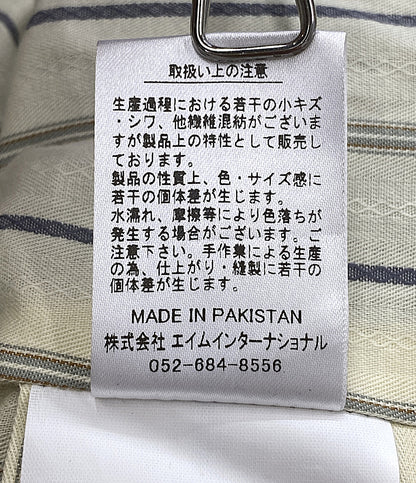 取扱い上の注意
生産過程における若干の小キズ
・シワ、他繊維混紡がございま
すが製品上の特性として販売し
ております。
製品の性質上、色・サイズ感に
若干の個体差が生じます。
水濡れ、摩擦等により色落ちが
発生する場合がございます。ご
注意下さい。手作業による生産
の為、仕上がり・縫製に若干の
個体差が生じます。
MADE IN PAKISTAN
株式会社 エイムインターナショナル
052-684-8556